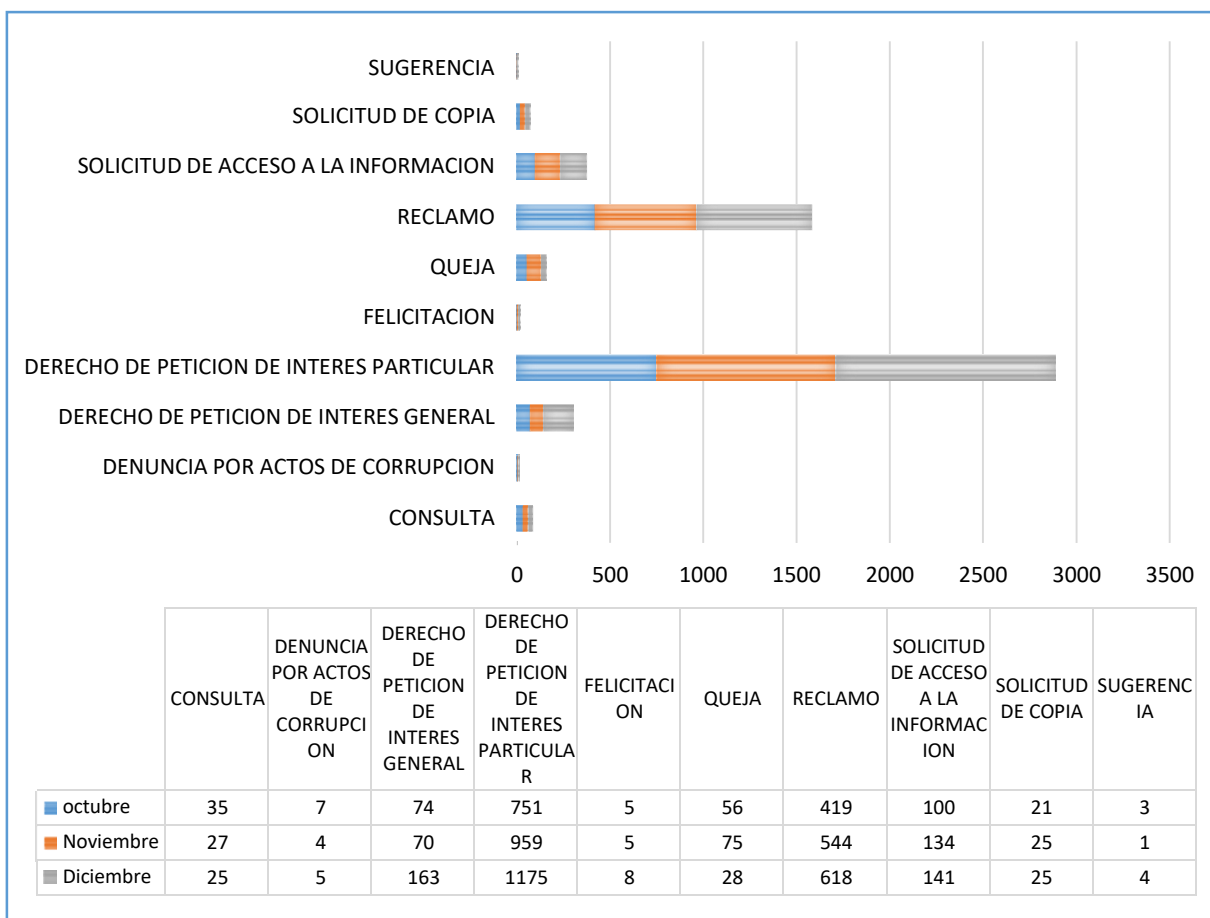 SUGERENCIA
SOLICITUD DE COPIA
SOLICITUD DE ACCESO A LA INFORMACION
RECLAMO
QUEJA
FELICITACION
DERECHO DE PETICION DE INTERES PARTICULAR
DERECHO DE PETICION DE INTERES GENERAL
DENUNCIA POR ACTOS DE CORRUPCION
CONSULTA
0 500 1000 1500 2000 2500 3000 3500
CONSULTA
DENUNCIA
POR ACTOS
DE
CORRUPCI
ON
DERECHO
DE
PETICION
DE
INTERES
GENERAL
DERECHO
DE
PETICION
DE
INTERES
PARTICULA
R
FELICITACI
ON
QUEJA
RECLAMO
SOLICITUD
DE ACCESO
A LA
INFORMAC
ION
SOLICITUD
DE COPIA
SUGERENC
IA
octubre 35 7 74 751 5 56 419 100 21 3
Noviembre 27 4 70 959 5 75 544 134 25 1
Diciembre 25 5 163 1175 8 28 618 141 25 4